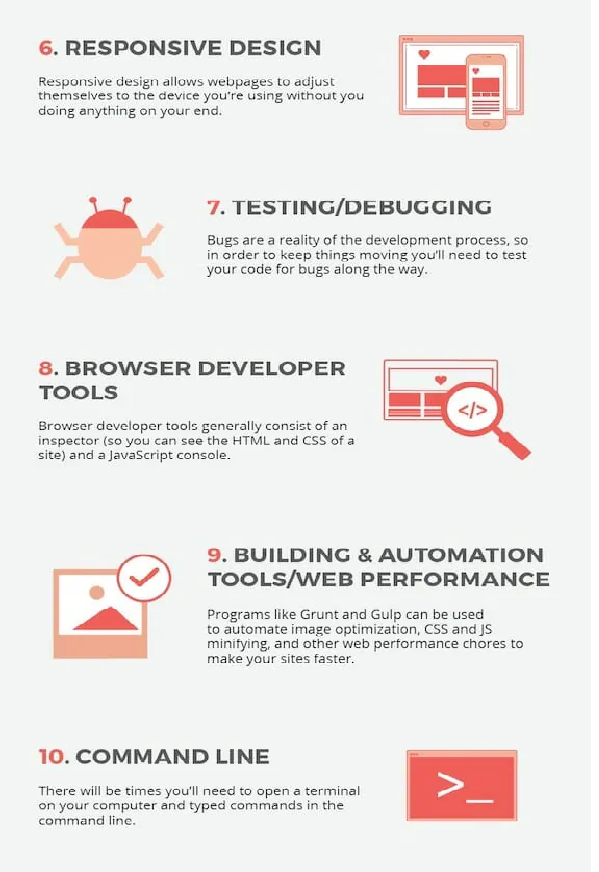 6. RESPONSIVE DESIGN
Responsive design allows webpages to adjust
themselves to the device you're using without you
doing anything on your end.
7. TESTING/DEBUGGING
Bugs are a reality of the development process, so
in order to keep things moving you'll need to test
your code for bugs along the way.
8. BROWSER DEVELOPER
TOOLS
Browser developer tools generally consist of an
inspector (so you can see the HTML and CSS of a
site) and a JavaScript console.
</>
9. BUILDING & AUTOMATION
TOOLS/WEB PERFORMANCE
Programs like Grunt and Gulp can be used
to automate image optimization, CSS and JS
minifying, and other web performance chores to
make your sites faster.
10. COMMAND LINE
There will be times you'll need to open a terminal
on your computer and typed commands in the
command line.
>_